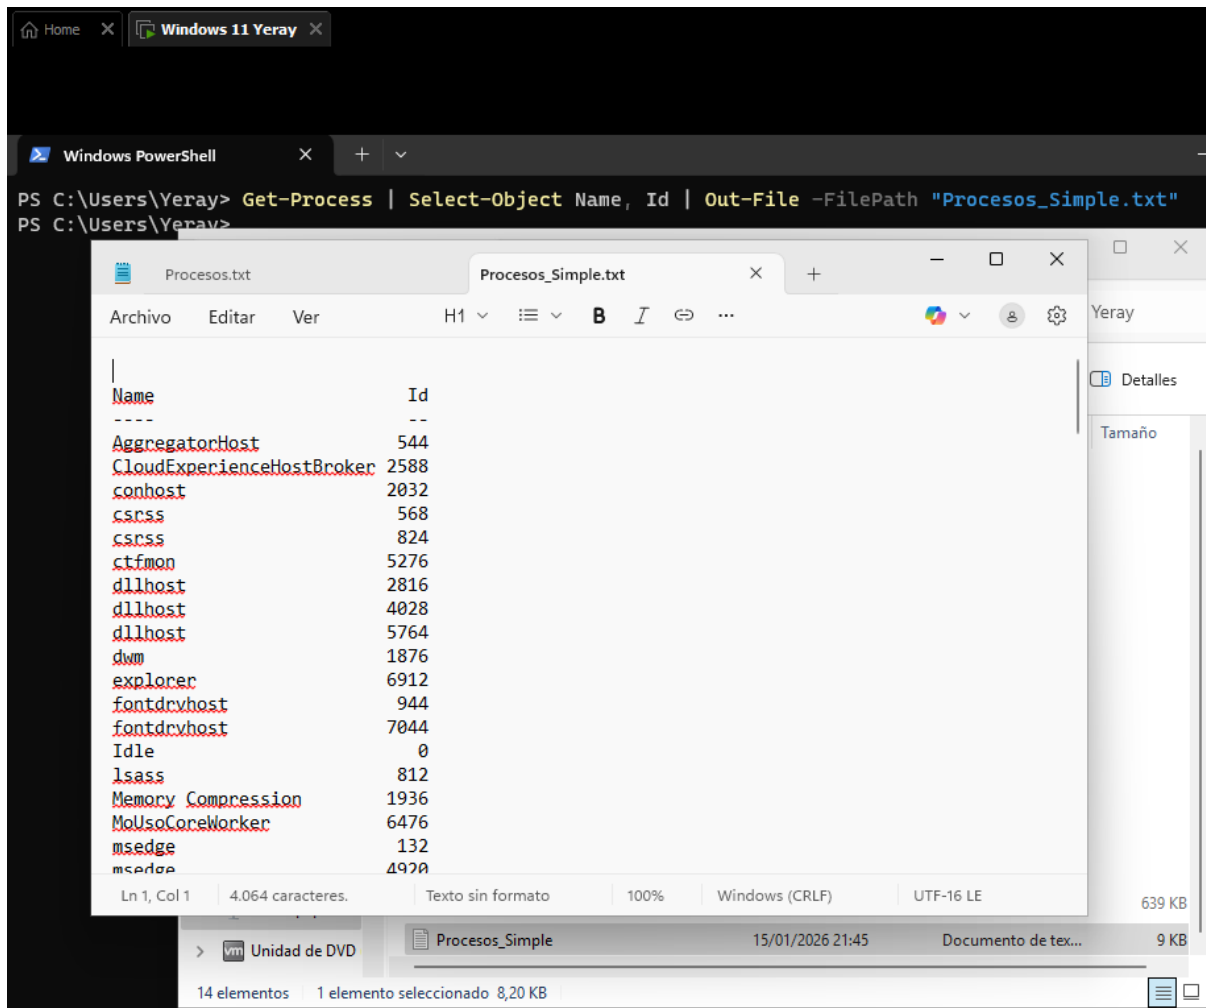 Home
Windows 11 Yeray
Windows PowerShell
PS C:\Users\Yeray> Get-Process | Select-Object Name, Id | Out-File -FilePath "Procesos_Simple.txt"
PS C:\Users\Yeray>
Procesos.txt
Procesos_Simple.txt
Archivo Editar Ver H1 B I
Yeray
Detalles
Tamaño
Name Id
---- --
AggregatorHost 544
CloudExperienceHostBroker 2588
conhost 2032
csrss 568
csrss 824
ctfmon 5276
dllhost 2816
dllhost 4028
dllhost 5764
dwm 1876
explorer 6912
fontdrvhost 944
fontdrvhost 7044
Idle 0
lsass 812
Memory Compression 1936
MoUsoCoreWorker 6476
msedge 132
msedge 4920
Ln 1, Col 1 4.064 caracteres. Texto sin formato 100% Windows (CRLF) UTF-16 LE
639 KB
Procesos_Simple 15/01/2026 21:45 Documento de tex... 9 KB
vm Unidad de DVD
14 elementos 1 elemento seleccionado 8,20 KB